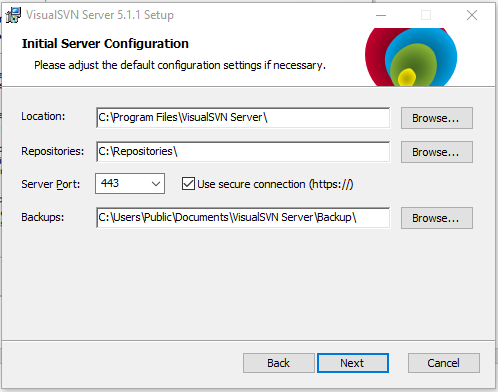 VisualSVN Server 5.1.1 Setup
Initial Server Configuration
Please adjust the default configuration settings if necessary.
Location: C:\Program Files\VisualSVN Server\ Browse...
Repositories: C:\Repositories\ Browse...
Server Port: 443 Use secure connection (https://)
Backups: C:\Users\Public\Documents\VisualSVN Server\Backup\ Browse...
Back Next Cancel